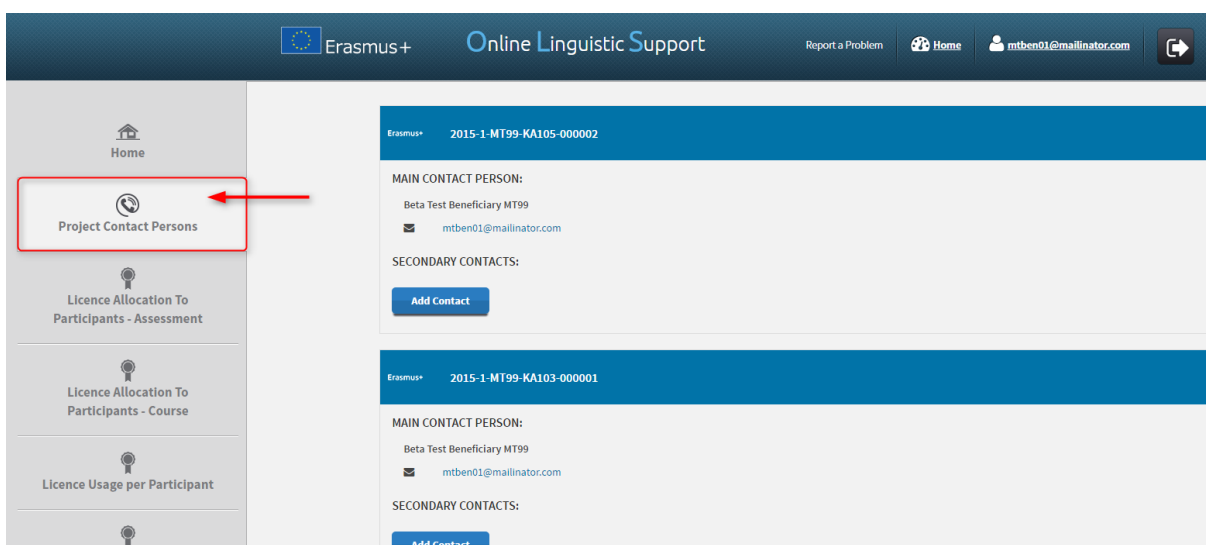 Erasmus+
Online Linguistic Support
Report a Problem
Home
mtben01@mailinator.com
Home
Project Contact Persons
Licence Allocation To
Participants - Assessment
Licence Allocation To
Participants - Course
Licence Usage per Participant
Erasmus+ 2015-1-MT99-KA105-000002
MAIN CONTACT PERSON:
Beta Test Beneficiary MT99
mtben01@mailinator.com
SECONDARY CONTACTS:
Add Contact
Erasmus+ 2015-1-MT99-KA103-000001
MAIN CONTACT PERSON:
Beta Test Beneficiary MT99
mtben01@mailinator.com
SECONDARY CONTACTS:
Add Contact